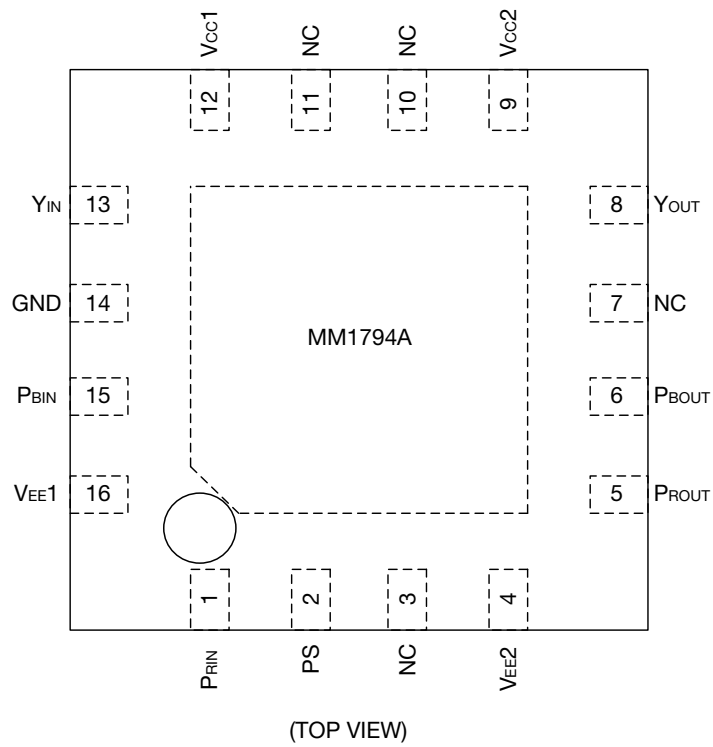 Vcc1 NC NC Vcc2
12 11 10 9
YIN 13 8 YOUT
GND 14 7 NC
MM1794A
PBIN 15 6 PBOUT
VEE1 16 5 PROUT
1 2 3 4
PRIN PS NC VEE2
(TOP VIEW)